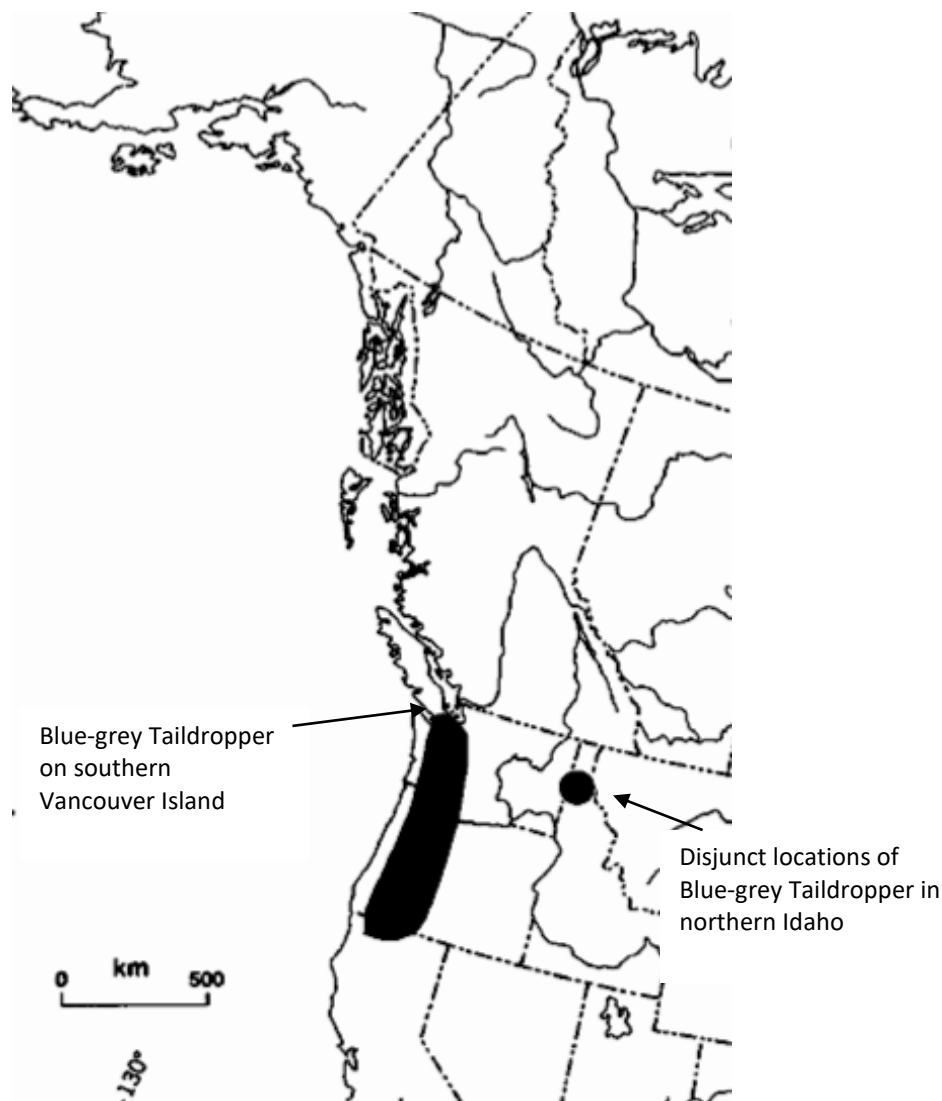 Blue-grey Taildropper
on southern
Vancouver Island
Disjunct locations of
Blue-grey Taildropper in
northern Idaho
km
0 500
130°